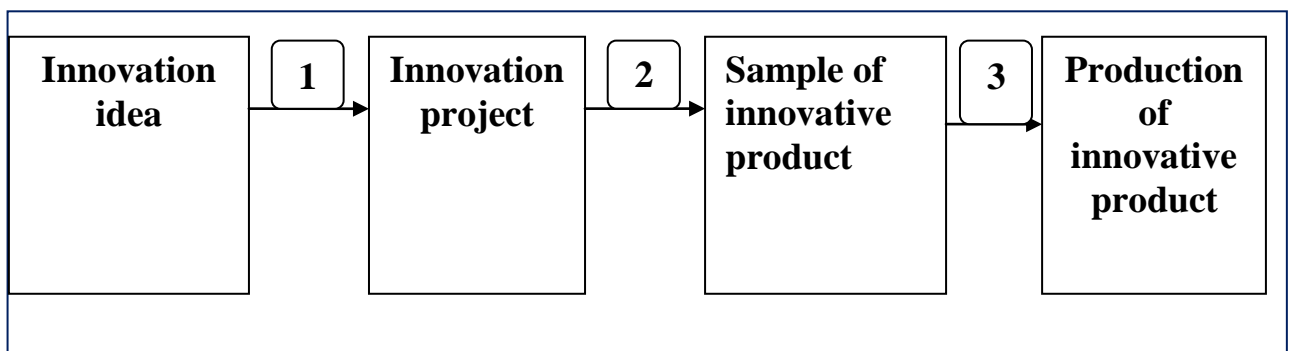 Innovation
idea
1
Innovation
project
2
Sample of
innovative
product
3
Production
of
innovative
product